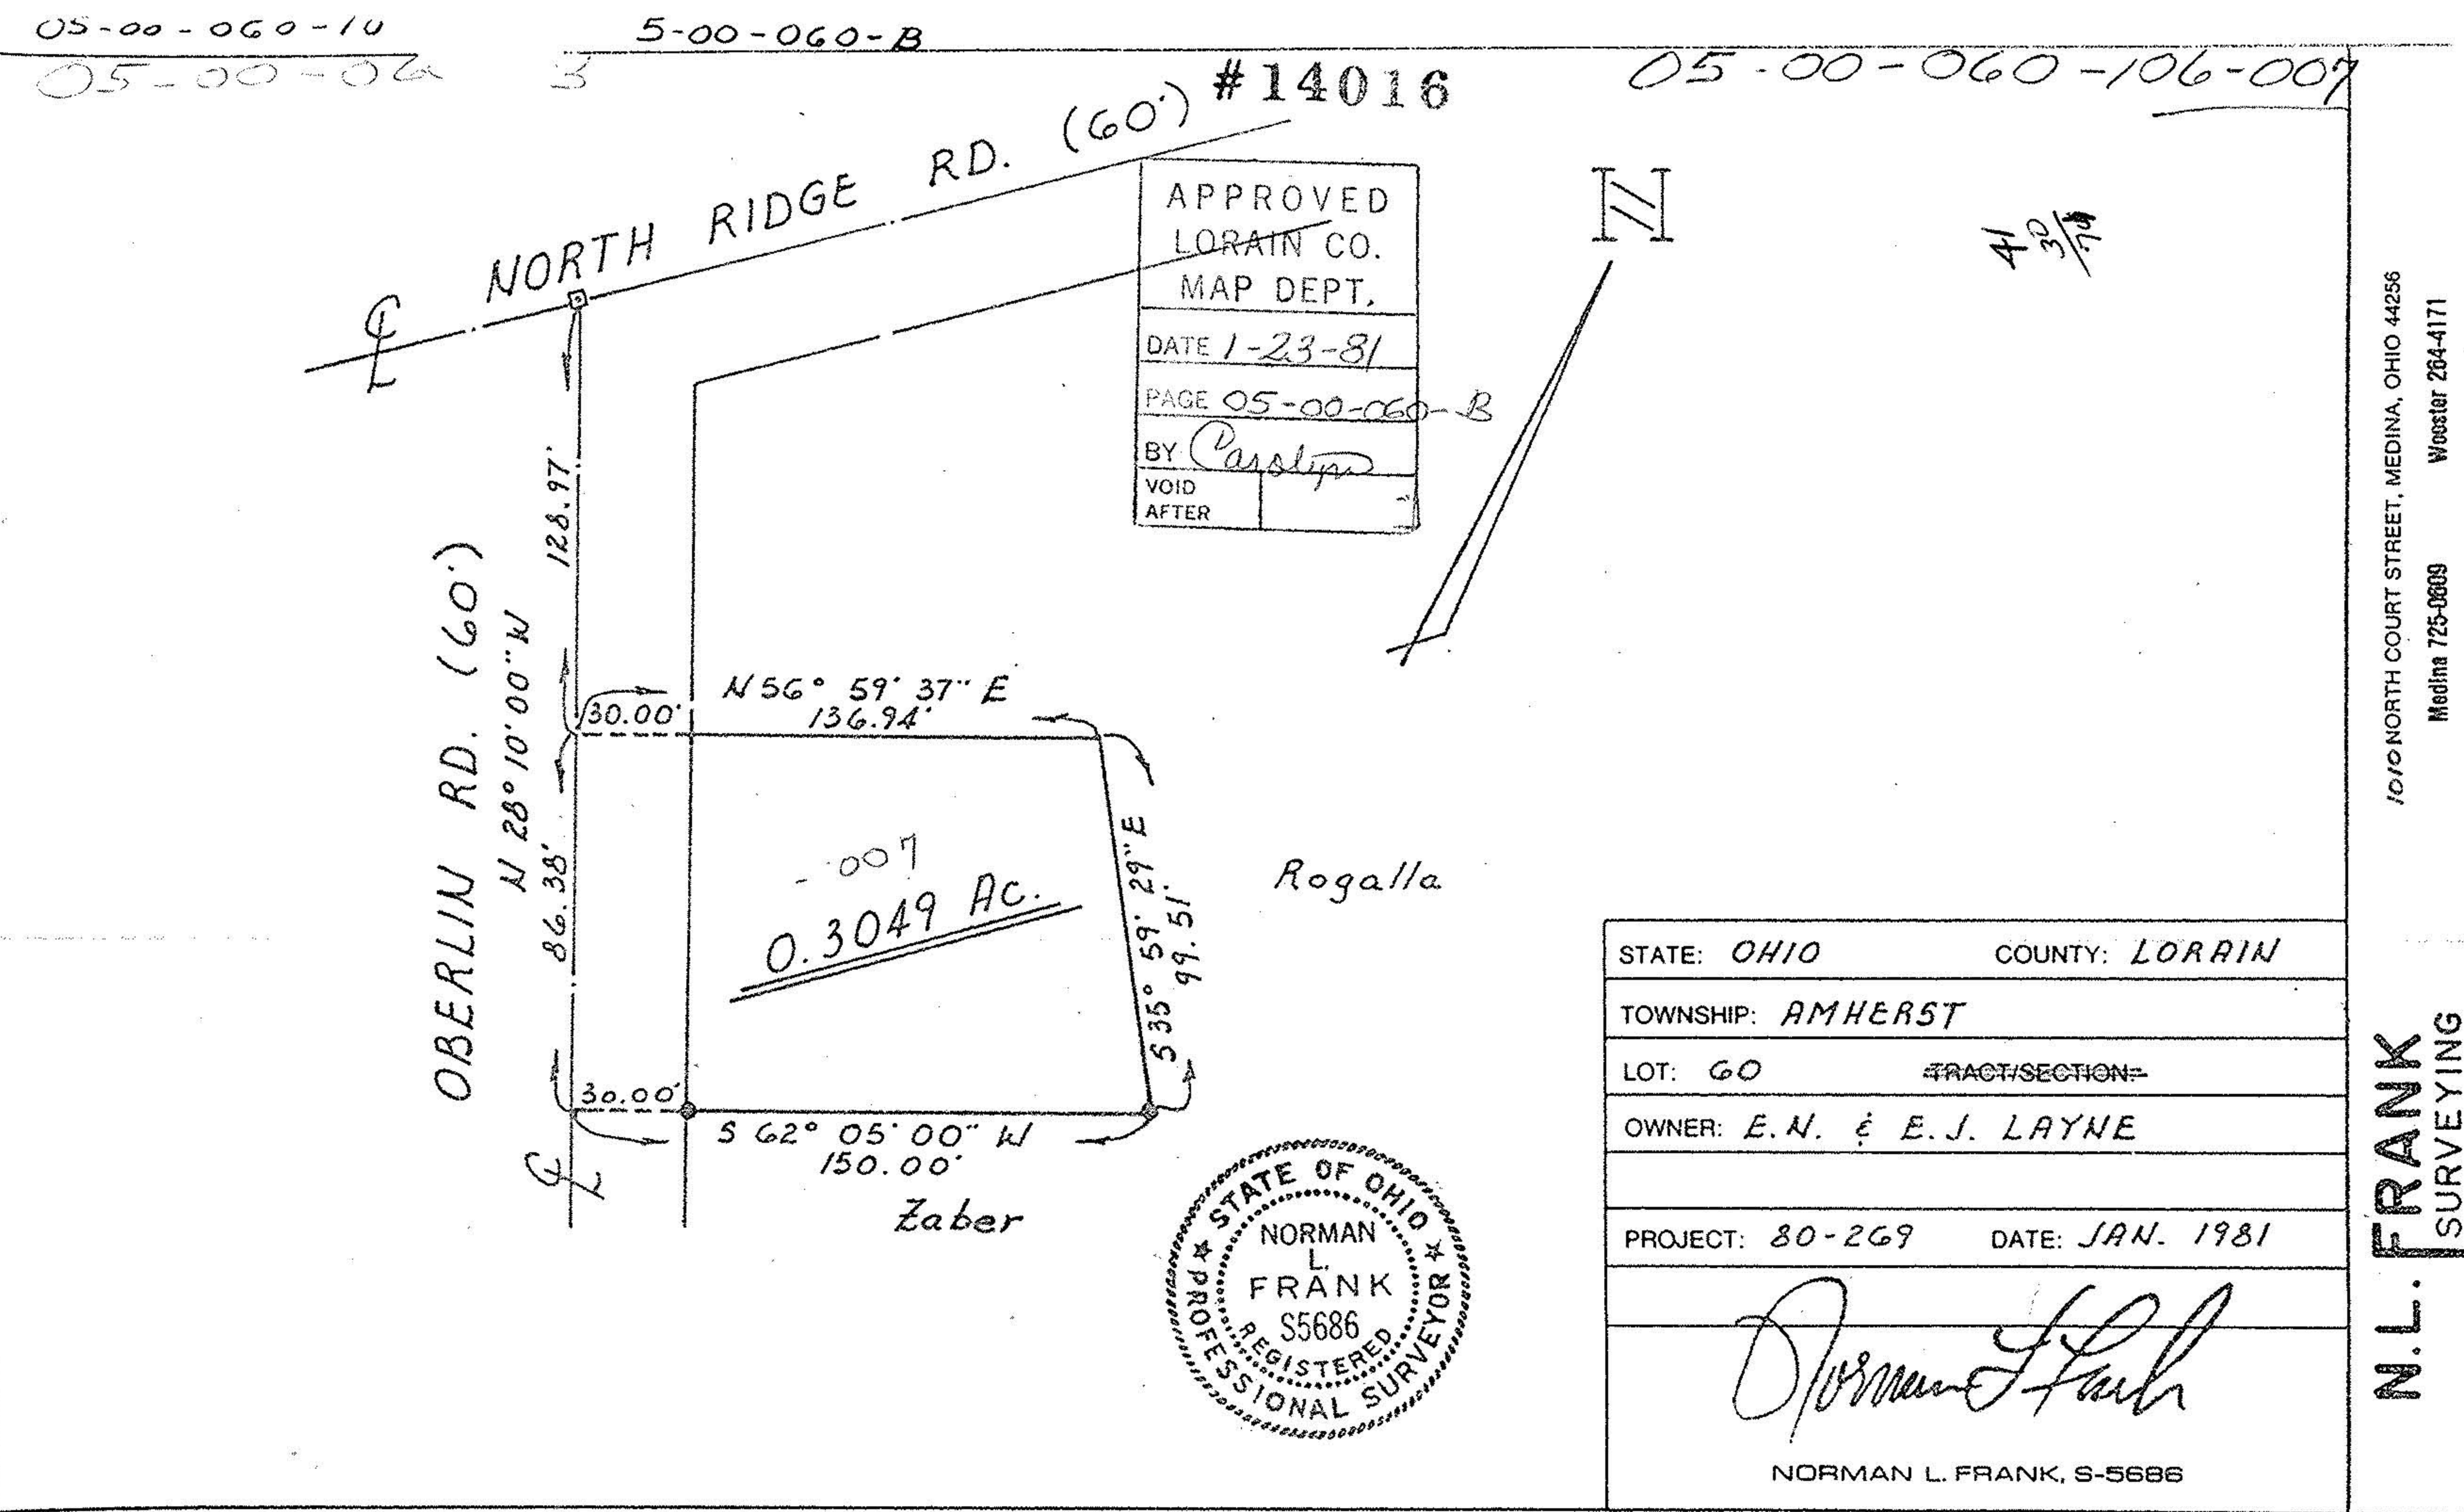 05-00-060-10
5-00-060-B
05-00-06
3
#14016
05-00-060-106-007
NORTH RIDGE RD. (60')
APPROVED
LORAIN CO.
MAP DEPT.
DATE 1-23-81
PAGE 05-00-060-B
BY Carolyn
VOID
AFTER
N
41
30
/74
℄
128.97'
OBERLIN RD. (60')
N 28° 10' 00" W
86.38'
30.00'
N 56° 59' 37" E
136.94'
-007
0.3049 Ac.
S 35° 59' 29" E
99.51'
Rogalla
30.00'
S 62° 05' 00" W
150.00'
℄
Zaber
STATE OF OHIO
NORMAN
L.
FRANK
S5686
REGISTERED
PROFESSIONAL SURVEYOR
STATE: OHIO COUNTY: LORAIN
TOWNSHIP: AMHERST
LOT: 60 TRACT/SECTION:
OWNER: E.N. & E.J. LAYNE
PROJECT: 80-269 DATE: JAN. 1981
Norman L Frank
NORMAN L. FRANK, S-5686
N.L. FRANK
SURVEYING
1010 NORTH COURT STREET, MEDINA, OHIO 44256
Medina 725-0809 Wooster 264-4171